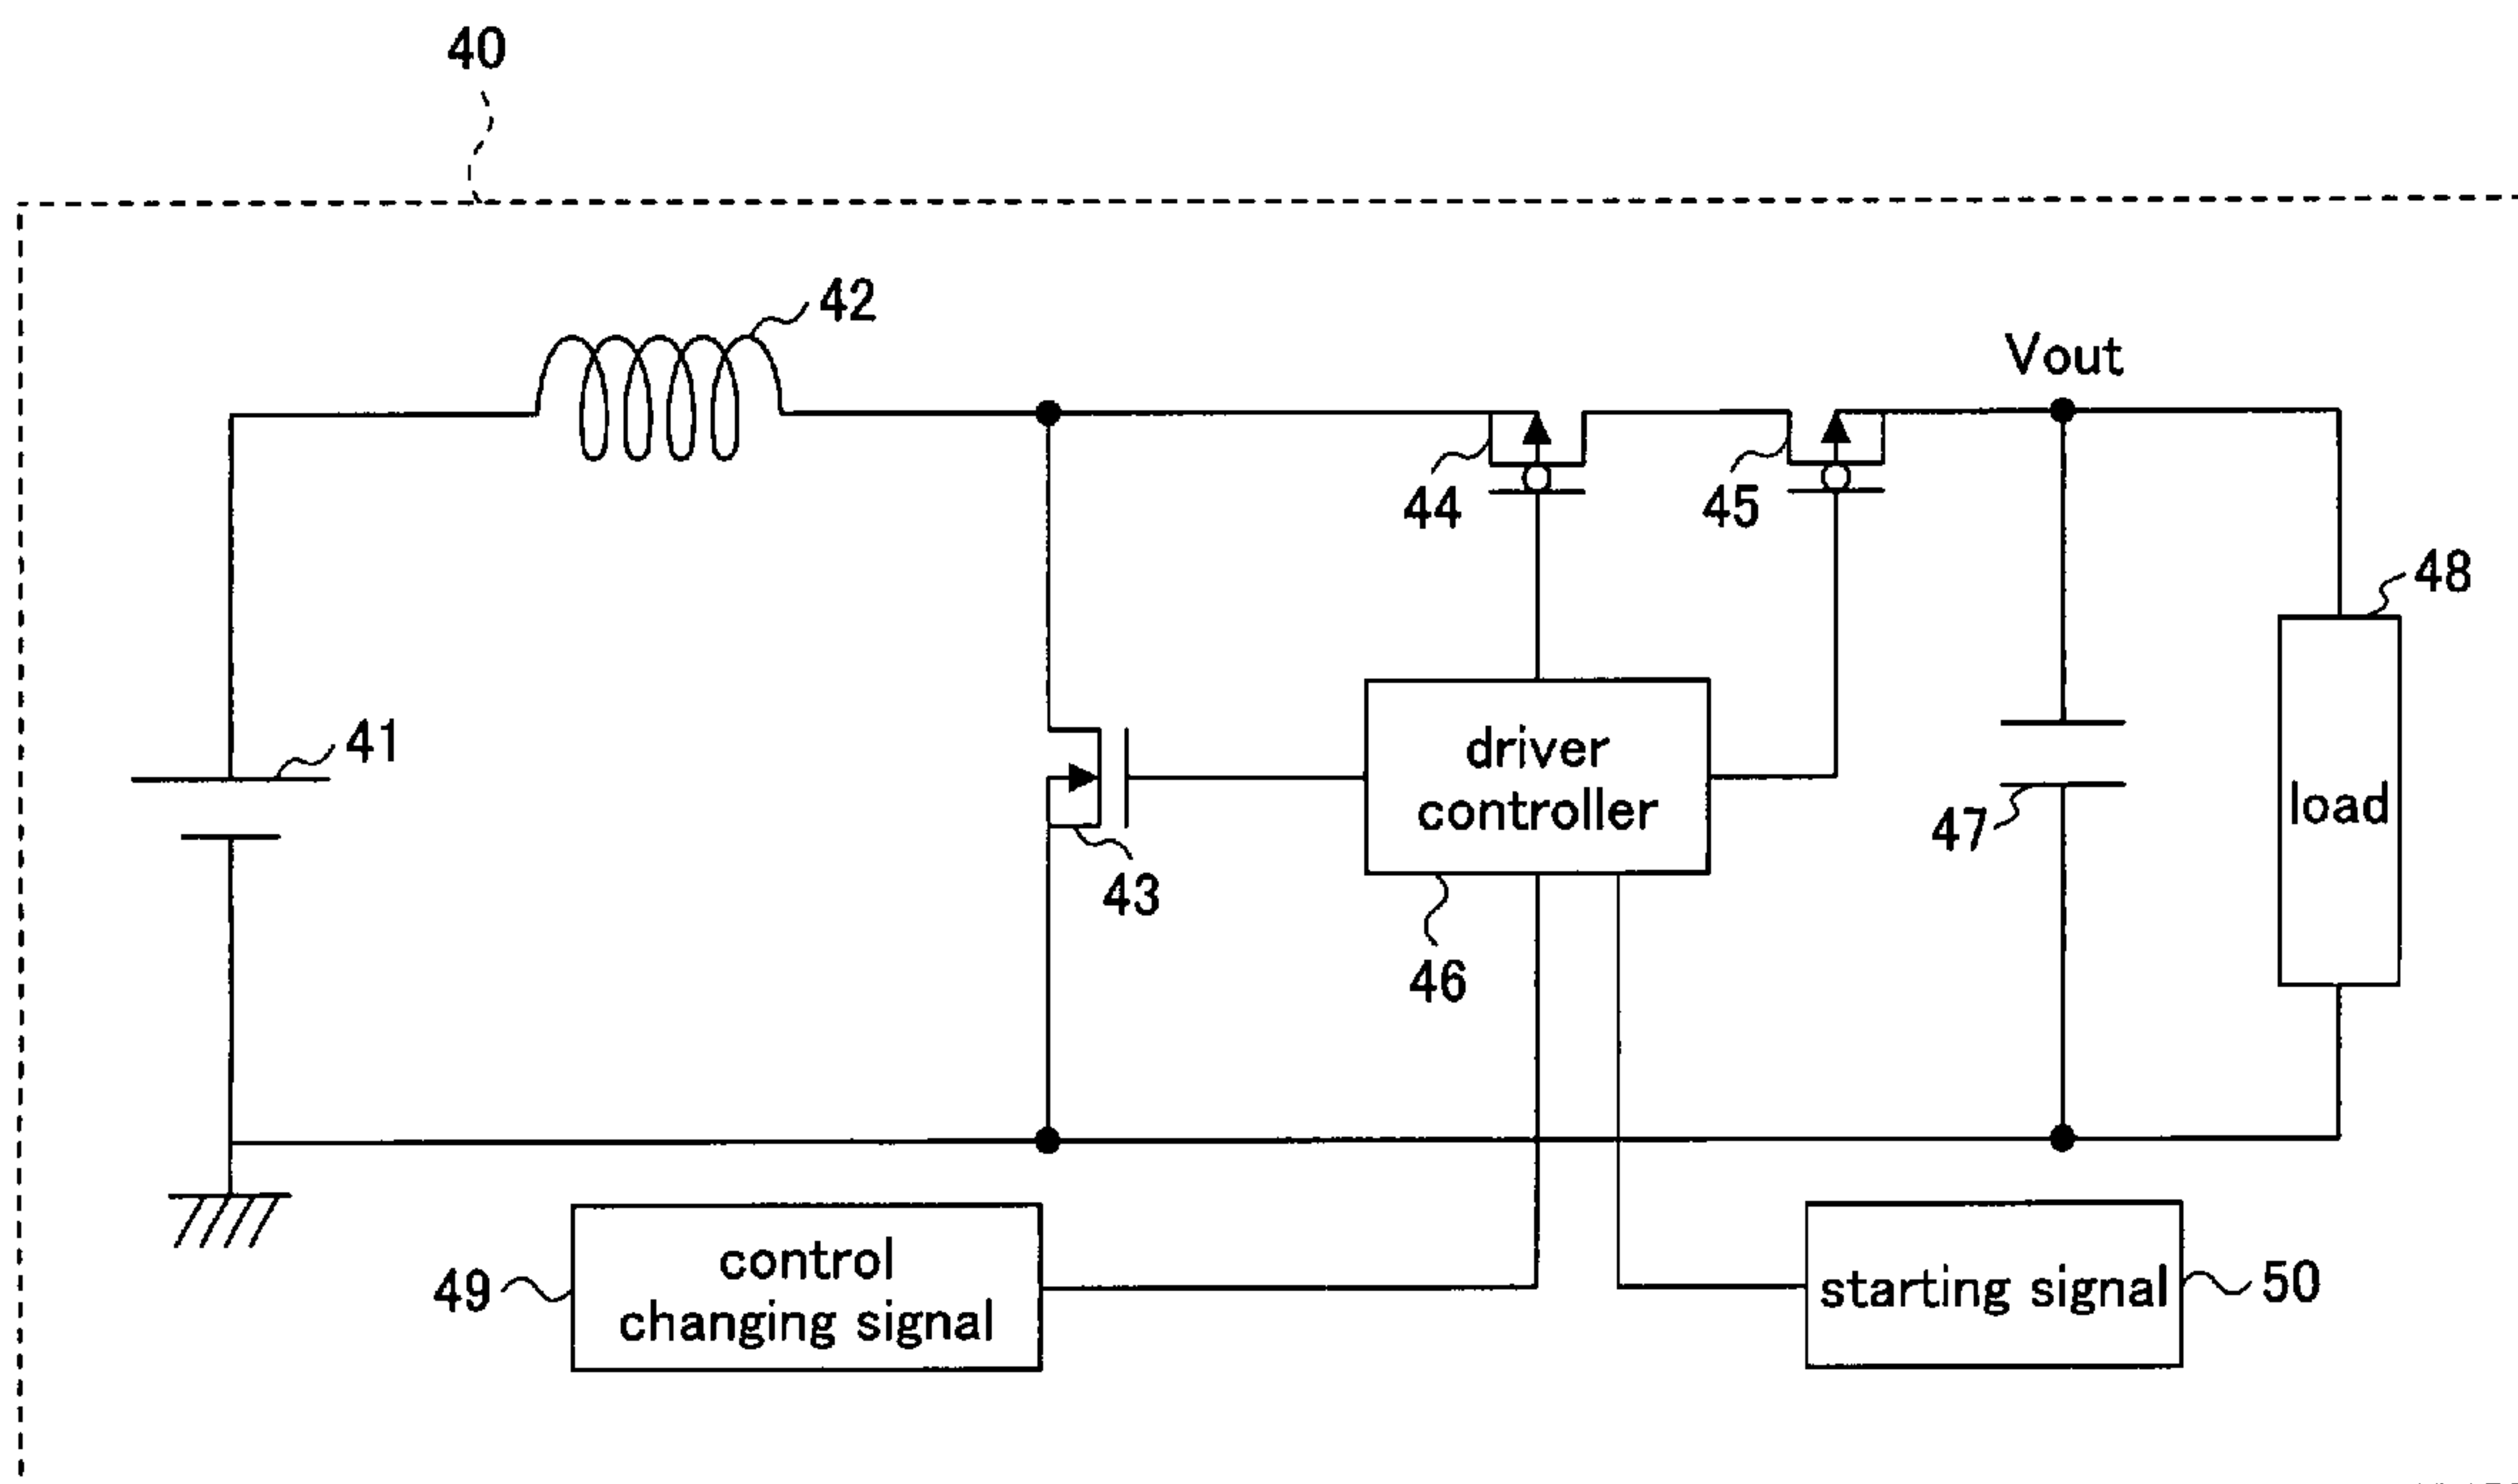 40
42
Vout
44
45
48
41
driver
controller
load
47
43
46
control
changing signal
49
starting signal
50